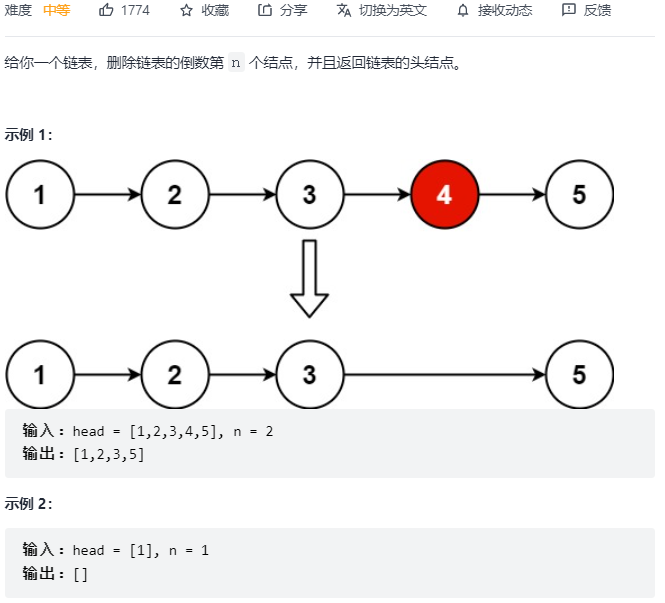 难度 中等 1774 收藏 分享 切换为英文 接收动态 反馈
给你一个链表，删除链表的倒数第 n 个结点，并且返回链表的头结点。
示例 1：
1 2 3 4 5
1 2 3 5
输入：head = [1,2,3,4,5], n = 2
输出：[1,2,3,5]
示例 2：
输入：head = [1], n = 1
输出：[]